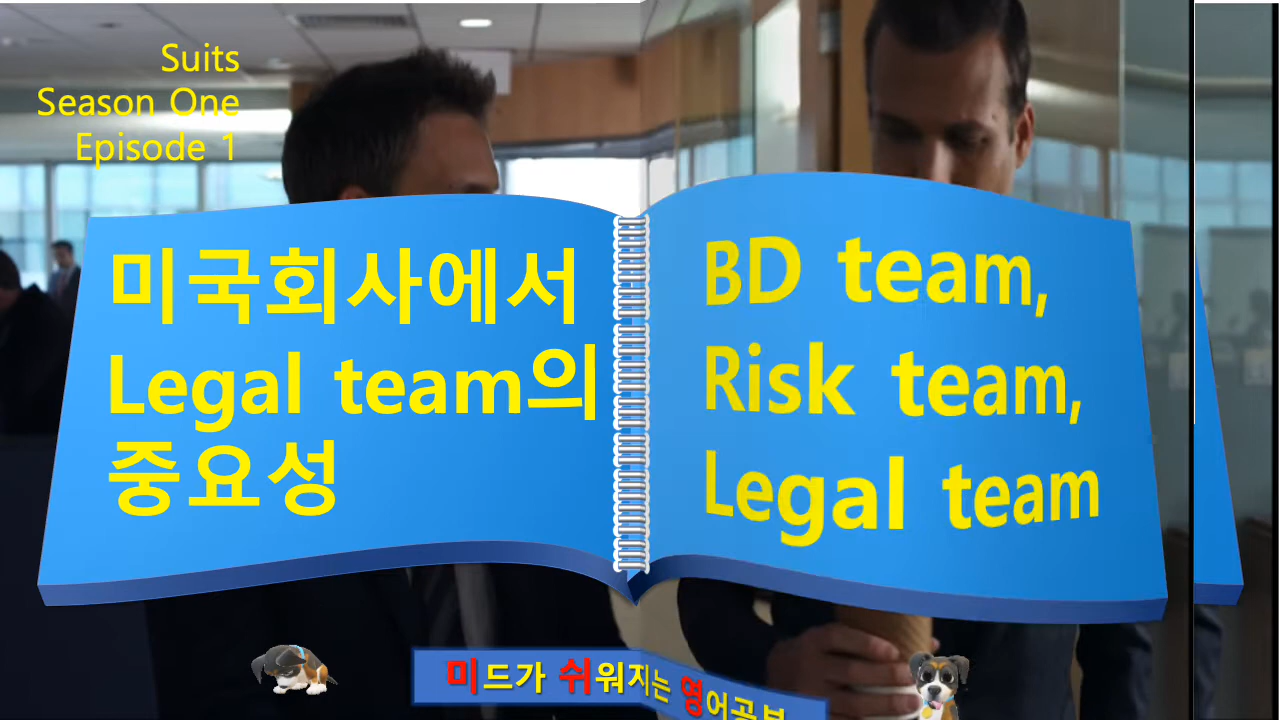 Suits
Season One
Episode 1
미국회사에서
Legal team의
중요성
BD team,
Risk team,
Legal team
미드가 쉬워지는 영어공부